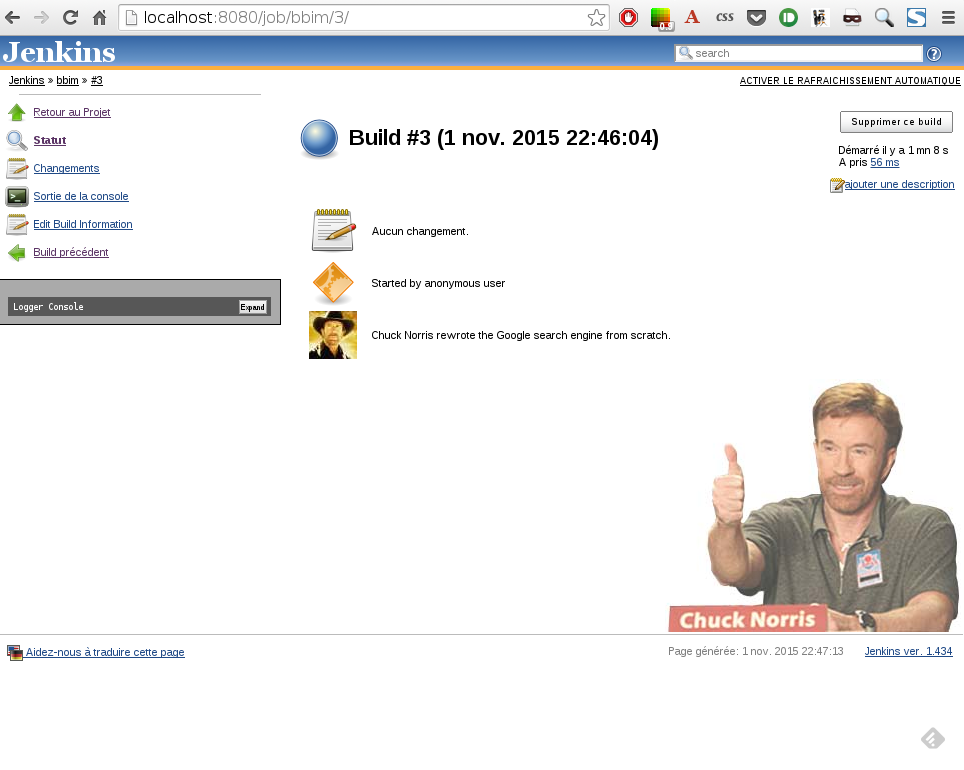 localhost:8080/job/bbim/3/
css
Jenkins
search
Jenkins » bbim » #3
ACTIVER LE RAFRAICHISSEMENT AUTOMATIQUE
Retour au Projet
Statut
Changements
Sortie de la console
Edit Build Information
Build précédent
Logger Console
Expand
Build #3 (1 nov. 2015 22:46:04)
Supprimer ce build
Démarré il y a 1 mn 8 s
A pris 56 ms
ajouter une description
Aucun changement.
Started by anonymous user
Chuck Norris rewrote the Google search engine from scratch.
Chuck Norris
Aidez-nous à traduire cette page
Page générée: 1 nov. 2015 22:47:13
Jenkins ver. 1.434